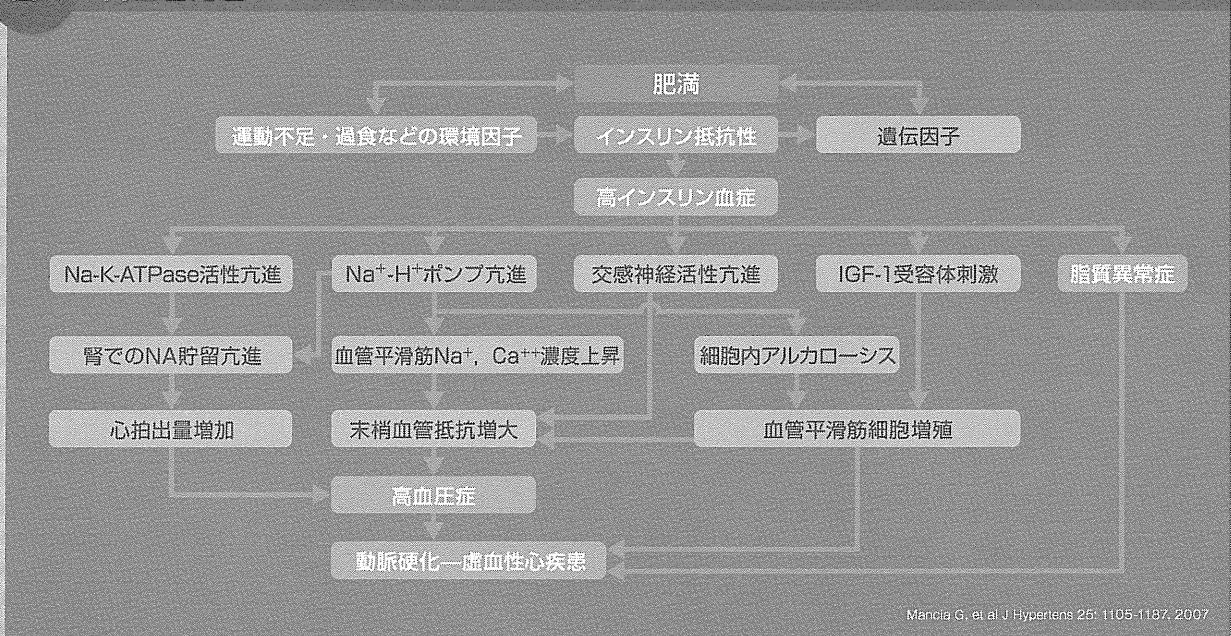 肥満
運動不足・過食などの環境因子
インスリン抵抗性
遺伝因子
高インスリン血症
Na-K-ATPase活性亢進
Na⁺-H⁺ポンプ亢進
交感神経活性亢進
IGF-1受容体刺激
脂質異常症
腎でのNA貯留亢進
血管平滑筋Na⁺, Ca⁺⁺濃度上昇
細胞内アルカローシス
心拍出量増加
末梢血管抵抗増大
血管平滑筋細胞増殖
高血圧症
動脈硬化―虚血性心疾患
Mancia G, et al J Hypertens 25: 1105-1187, 2007